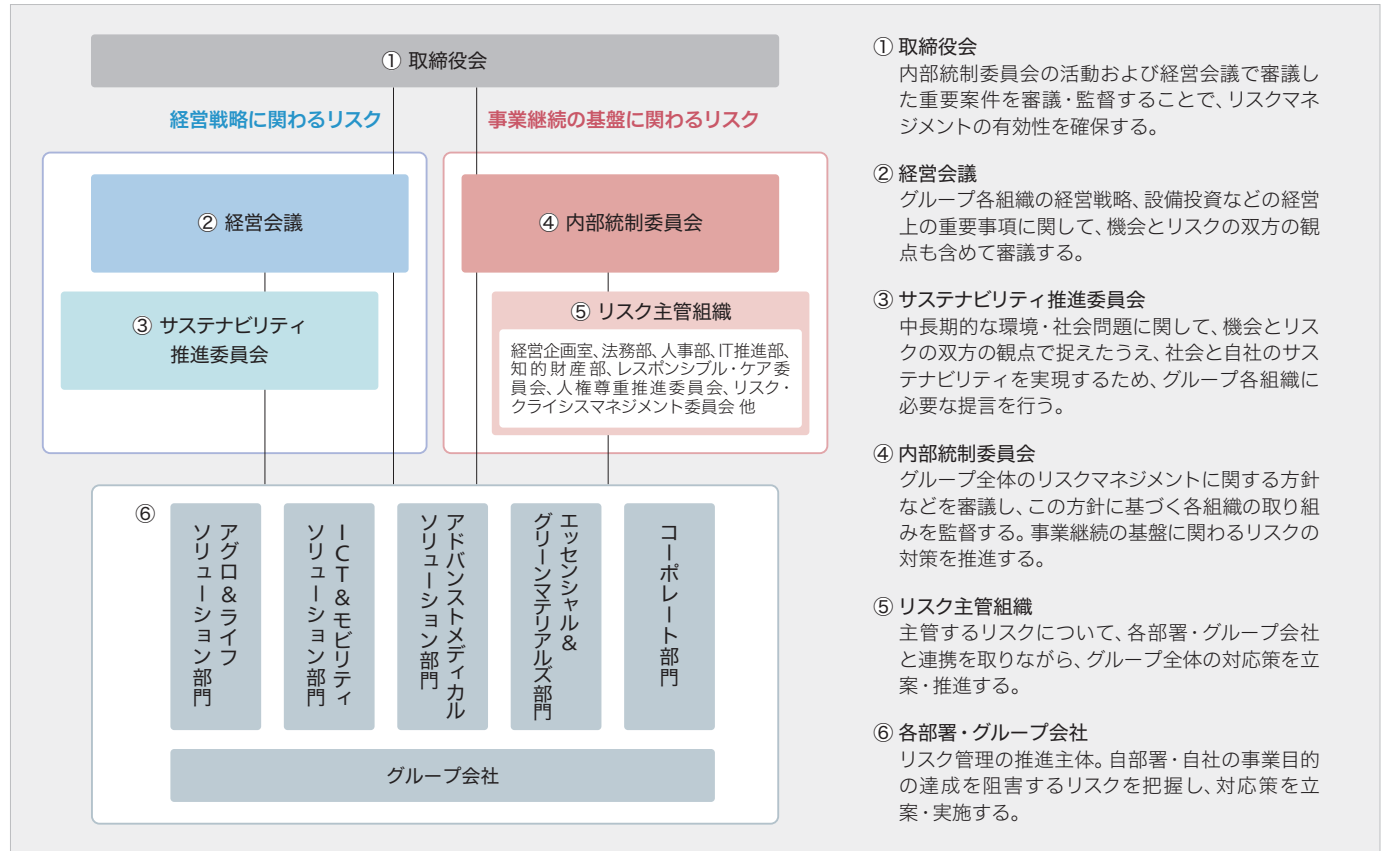 ① 取締役会
経営戦略に関わるリスク
事業継続の基盤に関わるリスク
② 経営会議
③ サステナビリティ
推進委員会
④ 内部統制委員会
⑤ リスク主管組織
経営企画室、法務部、人事部、IT推進部、
知的財産部、レスポンシブル・ケア委
員会、人権尊重推進委員会、リスク・
クライシスマネジメント委員会 他
⑥
アグロ&ライフ
ソリューション部門
ICT&モビリティ
ソリューション部門
アドバンストメディカル
ソリューション部門
エッセンシャル&
グリーンマテリアルズ部門
コーポレート部門
グループ会社
① 取締役会
内部統制委員会の活動および経営会議で審議し
た重要案件を審議・監督することで、リスクマネ
ジメントの有効性を確保する。
② 経営会議
グループ各組織の経営戦略、設備投資などの経営
上の重要事項に関して、機会とリスクの双方の観
点も含めて審議する。
③ サステナビリティ推進委員会
中長期的な環境・社会問題に関して、機会とリス
クの双方の観点で捉えたうえ、社会と自社のサス
テナビリティを実現するため、グループ各組織に
必要な提言を行う。
④ 内部統制委員会
グループ全体のリスクマネジメントに関する方針
などを審議し、この方針に基づく各組織の取り組
みを監督する。事業継続の基盤に関わるリスクの
対策を推進する。
⑤ リスク主管組織
主管するリスクについて、各部署・グループ会社
と連携を取りながら、グループ全体の対応策を立
案・推進する。
⑥ 各部署・グループ会社
リスク管理の推進主体。自部署・自社の事業目的
の達成を阻害するリスクを把握し、対応策を立
案・実施する。